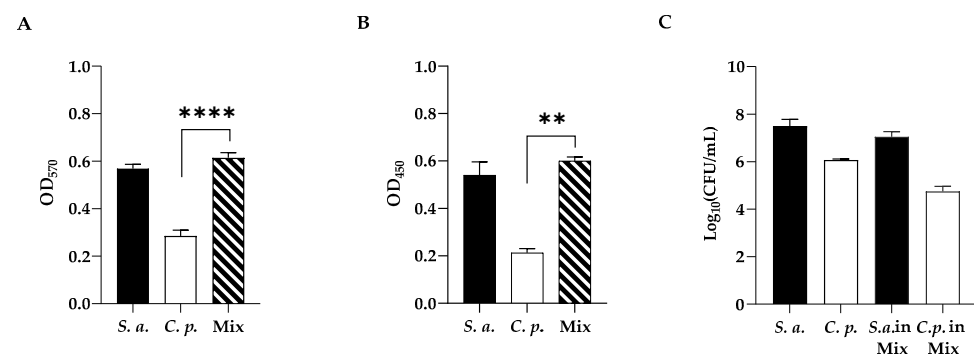 A
B
C
1.0
0.8
0.6
0.4
0.2
0.0
OD570
****
S. a.
C. p.
Mix
1.0
0.8
0.6
0.4
0.2
0.0
OD450
**
S. a.
C. p.
Mix
10
8
6
4
2
0
Log10(CFU/mL)
S. a.
C. p.
S.a.in
Mix
C.p.in
Mix